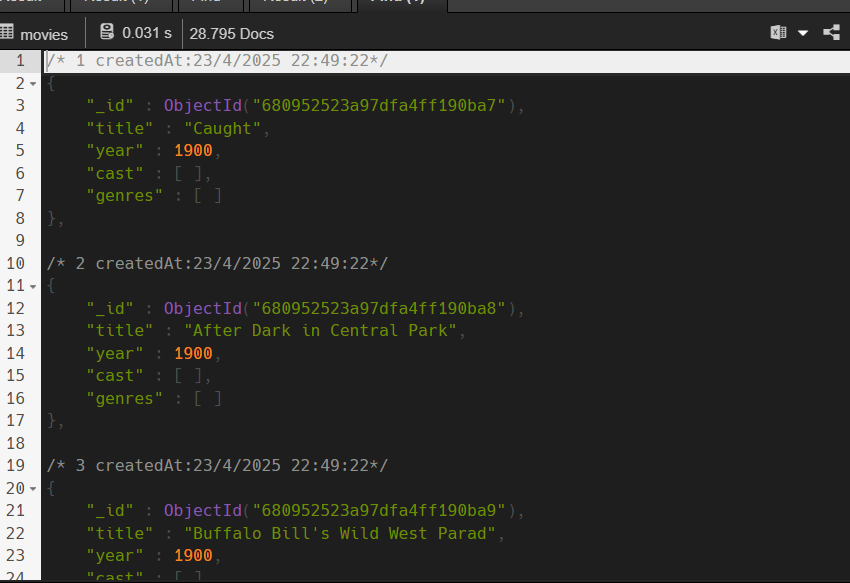 movies 0.031 s 28.795 Docs
1 /* 1 createdAt:23/4/2025 22:49:22*/
2 {
3 "_id" : ObjectId("680952523a97dfa4ff190ba7"),
4 "title" : "Caught",
5 "year" : 1900,
6 "cast" : [ ],
7 "genres" : [ ]
8 },
9
10 /* 2 createdAt:23/4/2025 22:49:22*/
11 {
12 "_id" : ObjectId("680952523a97dfa4ff190ba8"),
13 "title" : "After Dark in Central Park",
14 "year" : 1900,
15 "cast" : [ ],
16 "genres" : [ ]
17 },
18
19 /* 3 createdAt:23/4/2025 22:49:22*/
20 {
21 "_id" : ObjectId("680952523a97dfa4ff190ba9"),
22 "title" : "Buffalo Bill's Wild West Parad",
23 "year" : 1900,
24 "cast" : [ ]